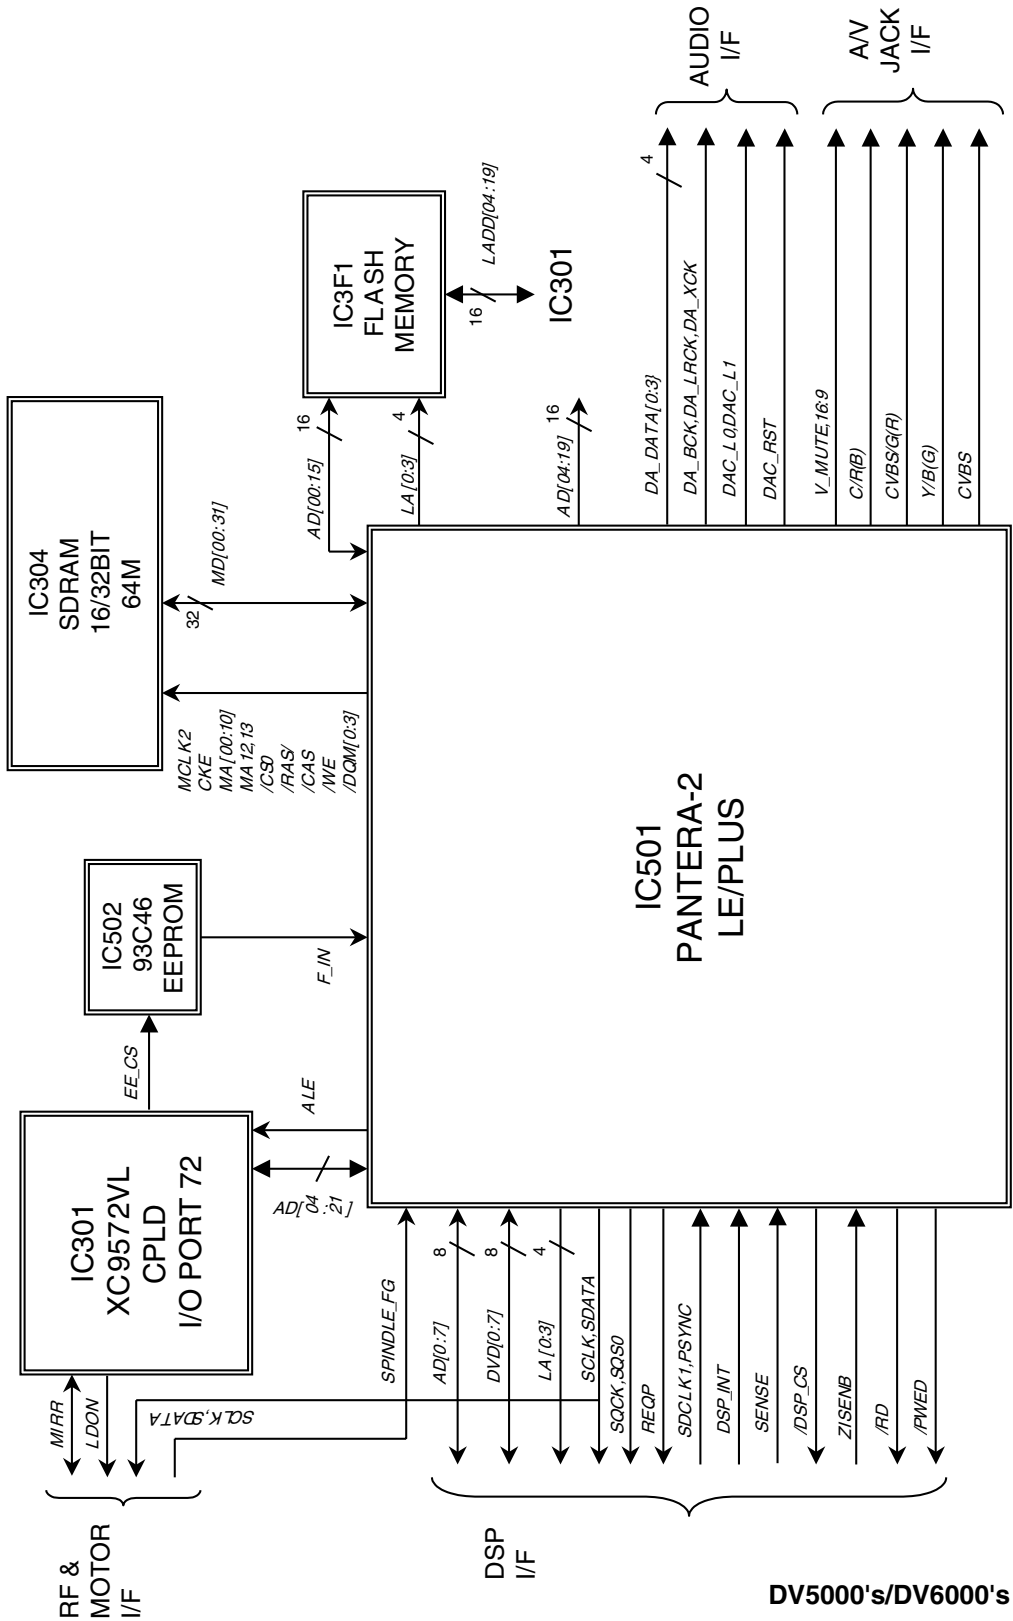 RF &
MOTOR
I/F
MIRR
LDON
SCLK,SDATA
IC301
XC9572VL
CPLD
I/O PORT 72
EE_CS
IC502
93C46
EEPROM
F_IN
ALE
AD[04:21]
SPINDLE_FG
IC304
SDRAM
16/32BIT
64M
MCLK2
CKE
MA[00:10]
MA12,13
/CS0
/RAS/
/CAS
/WE
/DQM[0:3]
32
MD[00:31]
IC3F1
FLASH
MEMORY
AD[00:15]
16
LA[0:3]
4
16
LADD[04:19]
IC301
AD[04:19]
16
IC501
PANTERA-2
LE/PLUS
DSP
I/F
AD[0:7]
8
DVD[0:7]
8
LA[0:3]
4
SCLK,SDATA
SQCK,SQS0
REQP
SDCLK1,PSYNC
DSP_INT
SENSE
/DSP_CS
ZISENB
/RD
/PWED
DA_DATA[0:3}
4
DA_BCK,DA_LRCK,DA_XCK
DAC_L0,DAC_L1
DAC_RST
AUDIO
I/F
V_MUTE,16:9
C/R(B)
CVBS/G(R)
Y/B(G)
CVBS
A/V
JACK
I/F
DV5000's/DV6000's